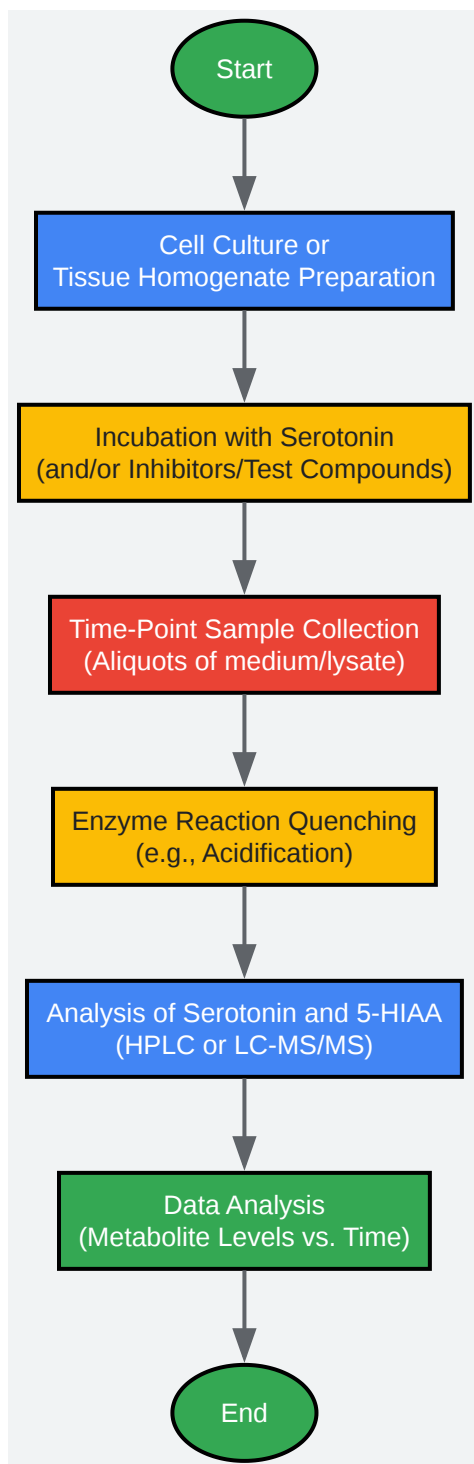 Start
Cell Culture or
Tissue Homogenate Preparation
Incubation with Serotonin
(and/or Inhibitors/Test Compounds)
Time-Point Sample Collection
(Aliquots of medium/lysate)
Enzyme Reaction Quenching
(e.g., Acidification)
Analysis of Serotonin and 5-HIAA
(HPLC or LC-MS/MS)
Data Analysis
(Metabolite Levels vs. Time)
End